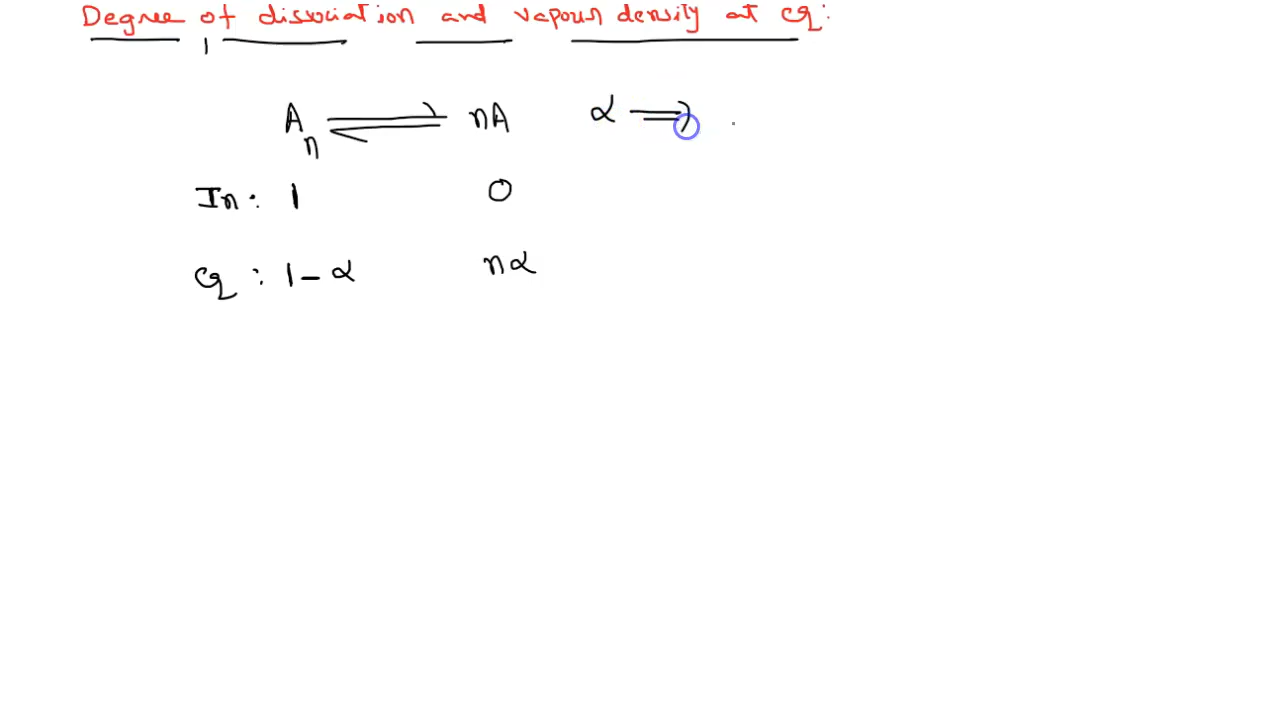 Degree of dissociation and vapour density at eq:
Aₙ ⇌ nA α ⇒
In: 1 0
eq: 1 - α nα